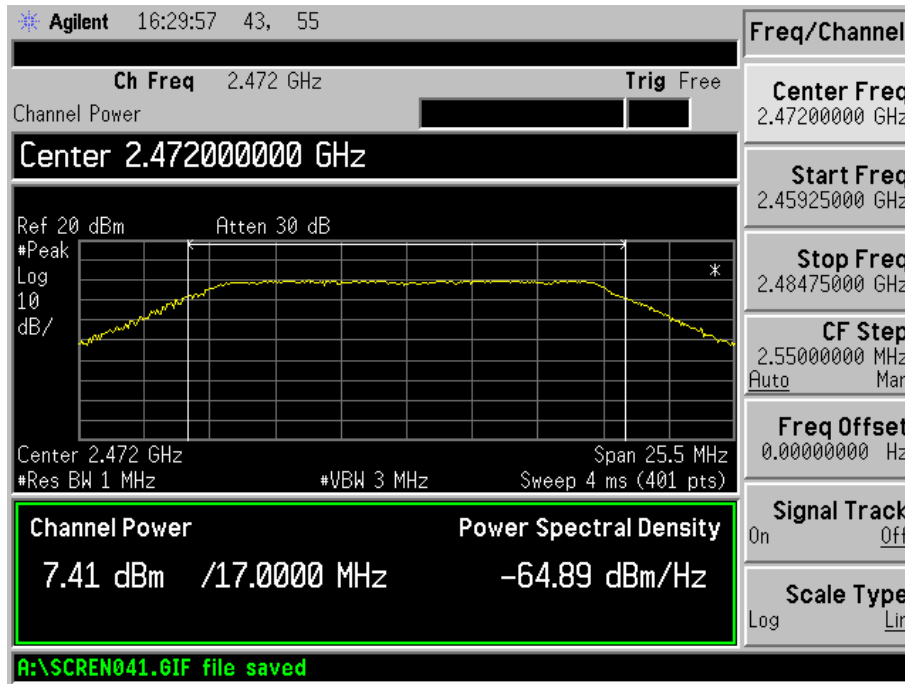 Agilent 16:29:57 43, 55
Ch Freq 2.472 GHz Trig Free
Channel Power
Center 2.472000000 GHz
Ref 20 dBm Atten 30 dB
#Peak
Log
10
dB/
*
Center 2.472 GHz Span 25.5 MHz
#Res BW 1 MHz #VBW 3 MHz Sweep 4 ms (401 pts)
Channel Power Power Spectral Density
7.41 dBm /17.0000 MHz -64.89 dBm/Hz
A:\SCREN041.GIF file saved
Freq/Channel
Center Freq
2.47200000 GHz
Start Freq
2.45925000 GHz
Stop Freq
2.48475000 GHz
CF Step
2.55000000 MHz
Auto Man
Freq Offset
0.00000000 Hz
Signal Track
On Off
Scale Type
Log Lin